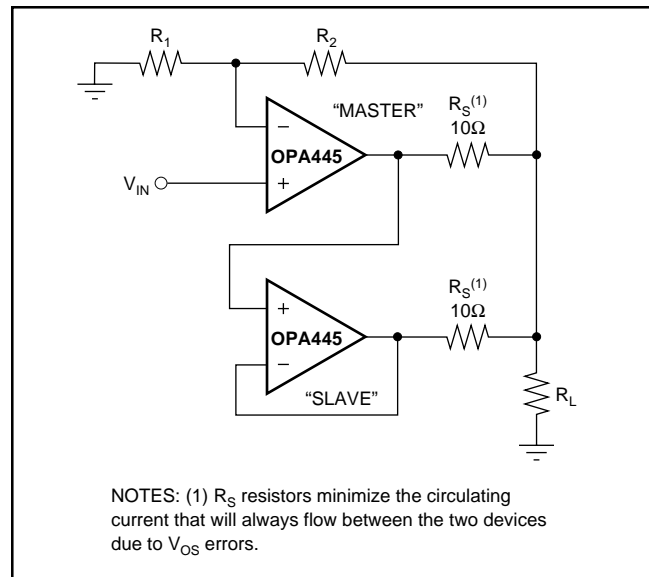 R1
R2
"MASTER"
RS(1)
10Ω
−
OPA445
+
VIN
RS(1)
10Ω
+
OPA445
−
"SLAVE"
RL
NOTES: (1) RS resistors minimize the circulating
current that will always flow between the two devices
due to VOS errors.